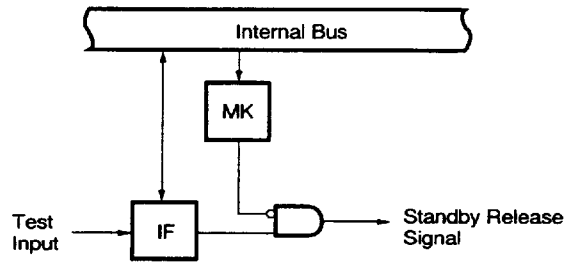 Internal Bus
MK
Test
Input
IF
Standby Release
Signal